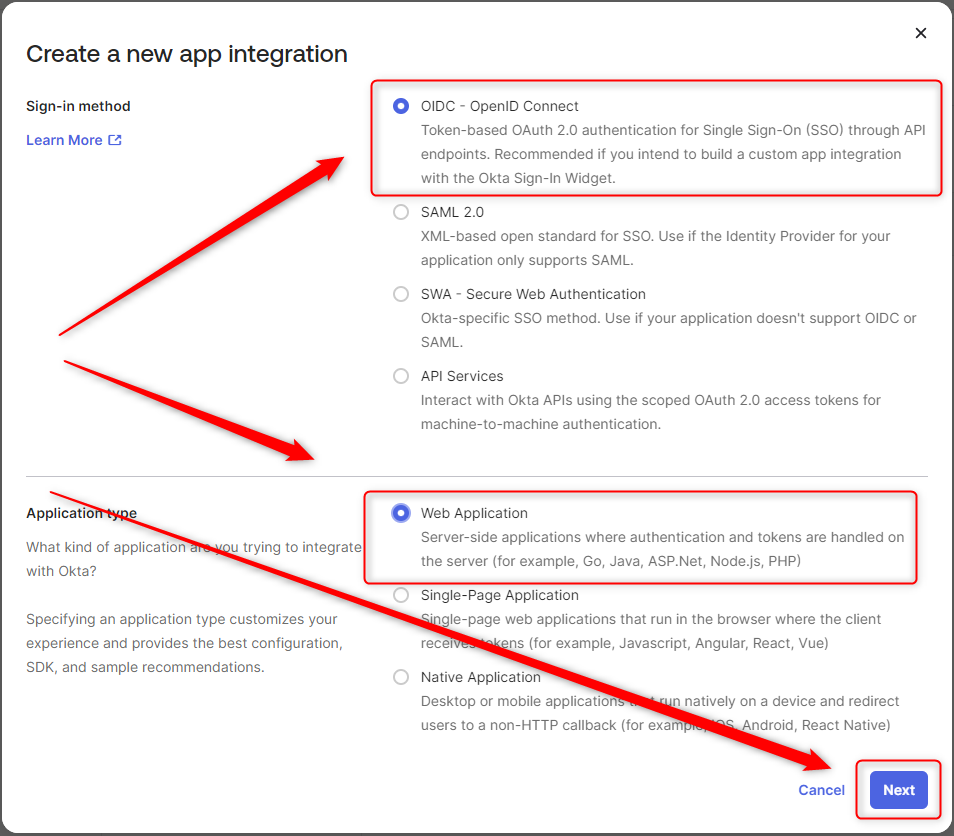 Create a new app integration
Sign-in method
Learn More
OIDC - OpenID Connect
Token-based OAuth 2.0 authentication for Single Sign-On (SSO) through API
endpoints. Recommended if you intend to build a custom app integration
with the Okta Sign-In Widget.
SAML 2.0
XML-based open standard for SSO. Use if the Identity Provider for your
application only supports SAML.
SWA - Secure Web Authentication
Okta-specific SSO method. Use if your application doesn't support OIDC or
SAML.
API Services
Interact with Okta APIs using the scoped OAuth 2.0 access tokens for
machine-to-machine authentication.
Application type
What kind of application are you trying to integrate
with Okta?
Specifying an application type customizes your
experience and provides the best configuration,
SDK, and sample recommendations.
Web Application
Server-side applications where authentication and tokens are handled on
the server (for example, Go, Java, ASP.Net, Node.js, PHP)
Single-Page Application
Single-page web applications that run in the browser where the client
receives tokens (for example, Javascript, Angular, React, Vue)
Native Application
Desktop or mobile applications that run natively on a device and redirect
users to a non-HTTP callback (for example, iOS, Android, React Native)
Cancel
Next